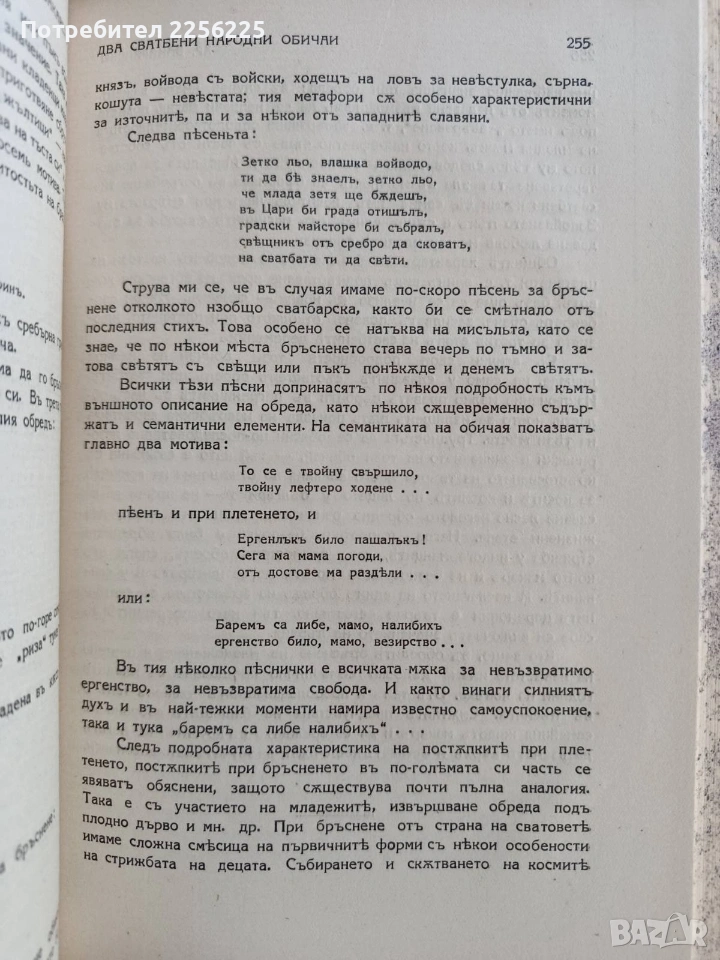 Потребител 2256225
ДВА СВАТБЕНИ НАРОДНИ ОБИЧАИ 255
князъ, войвода съ войски, ходещъ на ловъ за невѣстулка, сърна,
кошута — невѣстата; тия метафори сѫ особено характеристични
за източнитѣ, па и за нѣкои отъ западнитѣ славяни.
Следва пѣсеньта:
Зетко льо, влашка войводо,
ти да бѣ знаелъ, зетко льо,
че млада зетя ще бѫдешъ,
въ Цари би града отишълъ,
градски майсторе би събралъ,
свѣщникъ отъ сребро да сковатъ,
на сватбата ти да свѣти.
Струва ми се, че въ случая имаме по-скоро пѣсень за бръс-
нене отколкото изобщо сватбарска, както би се смѣтнало отъ
последния стихъ. Това особено се натъква на мисъльта, като се
знае, че по нѣкои мѣста бръсненето става вечерь по тъмно и за-
това свѣтятъ съ свѣщи или пъкъ понѣкѫде и денемъ свѣтятъ.
Всички тѣзи пѣсни допринасятъ по нѣкоя подробность къмъ
външното описание на обреда, като нѣкои сѫщевременно съдър-
жатъ и семантични елементи. На семантиката на обичая показватъ
главно два мотива:
То се е твойну свършило,
твойну лефтеро ходене . . .
пѣенъ и при плетенето, и
Ергенлъкъ било пашалъкъ!
Сега ма мама погоди,
отъ достове ма раздѣли . . .
или:
Баремъ са либе, мамо, налибихъ
ергенство било, мамо, везирство . . .
Въ тия нѣколко пѣснички е всичката мѫка за невъзвратимо
ергенство, за невъзвратима свобода. И както винаги силниятъ
духъ и въ най-тежки моменти намира известно самоуспокоение,
така и тука „баремъ са либе налибихъ“ . . .
Следъ подробната характеристика на постѫпкитѣ при пле-
тенето, постѫпкитѣ при бръсненето въ по-голѣмата си часть се
явяватъ обяснени, защото сѫществува почти пълна аналогия.
Така е съ участието на младежитѣ, извършване обреда подъ
плодно дърво и мн. др. При бръснене отъ страна на сватоветѣ
имаме сложна смѣсица на първичнитѣ форми съ нѣкои особености
на стрижбата на децата. Събирането и скѫтването на космитѣ
BAZAR